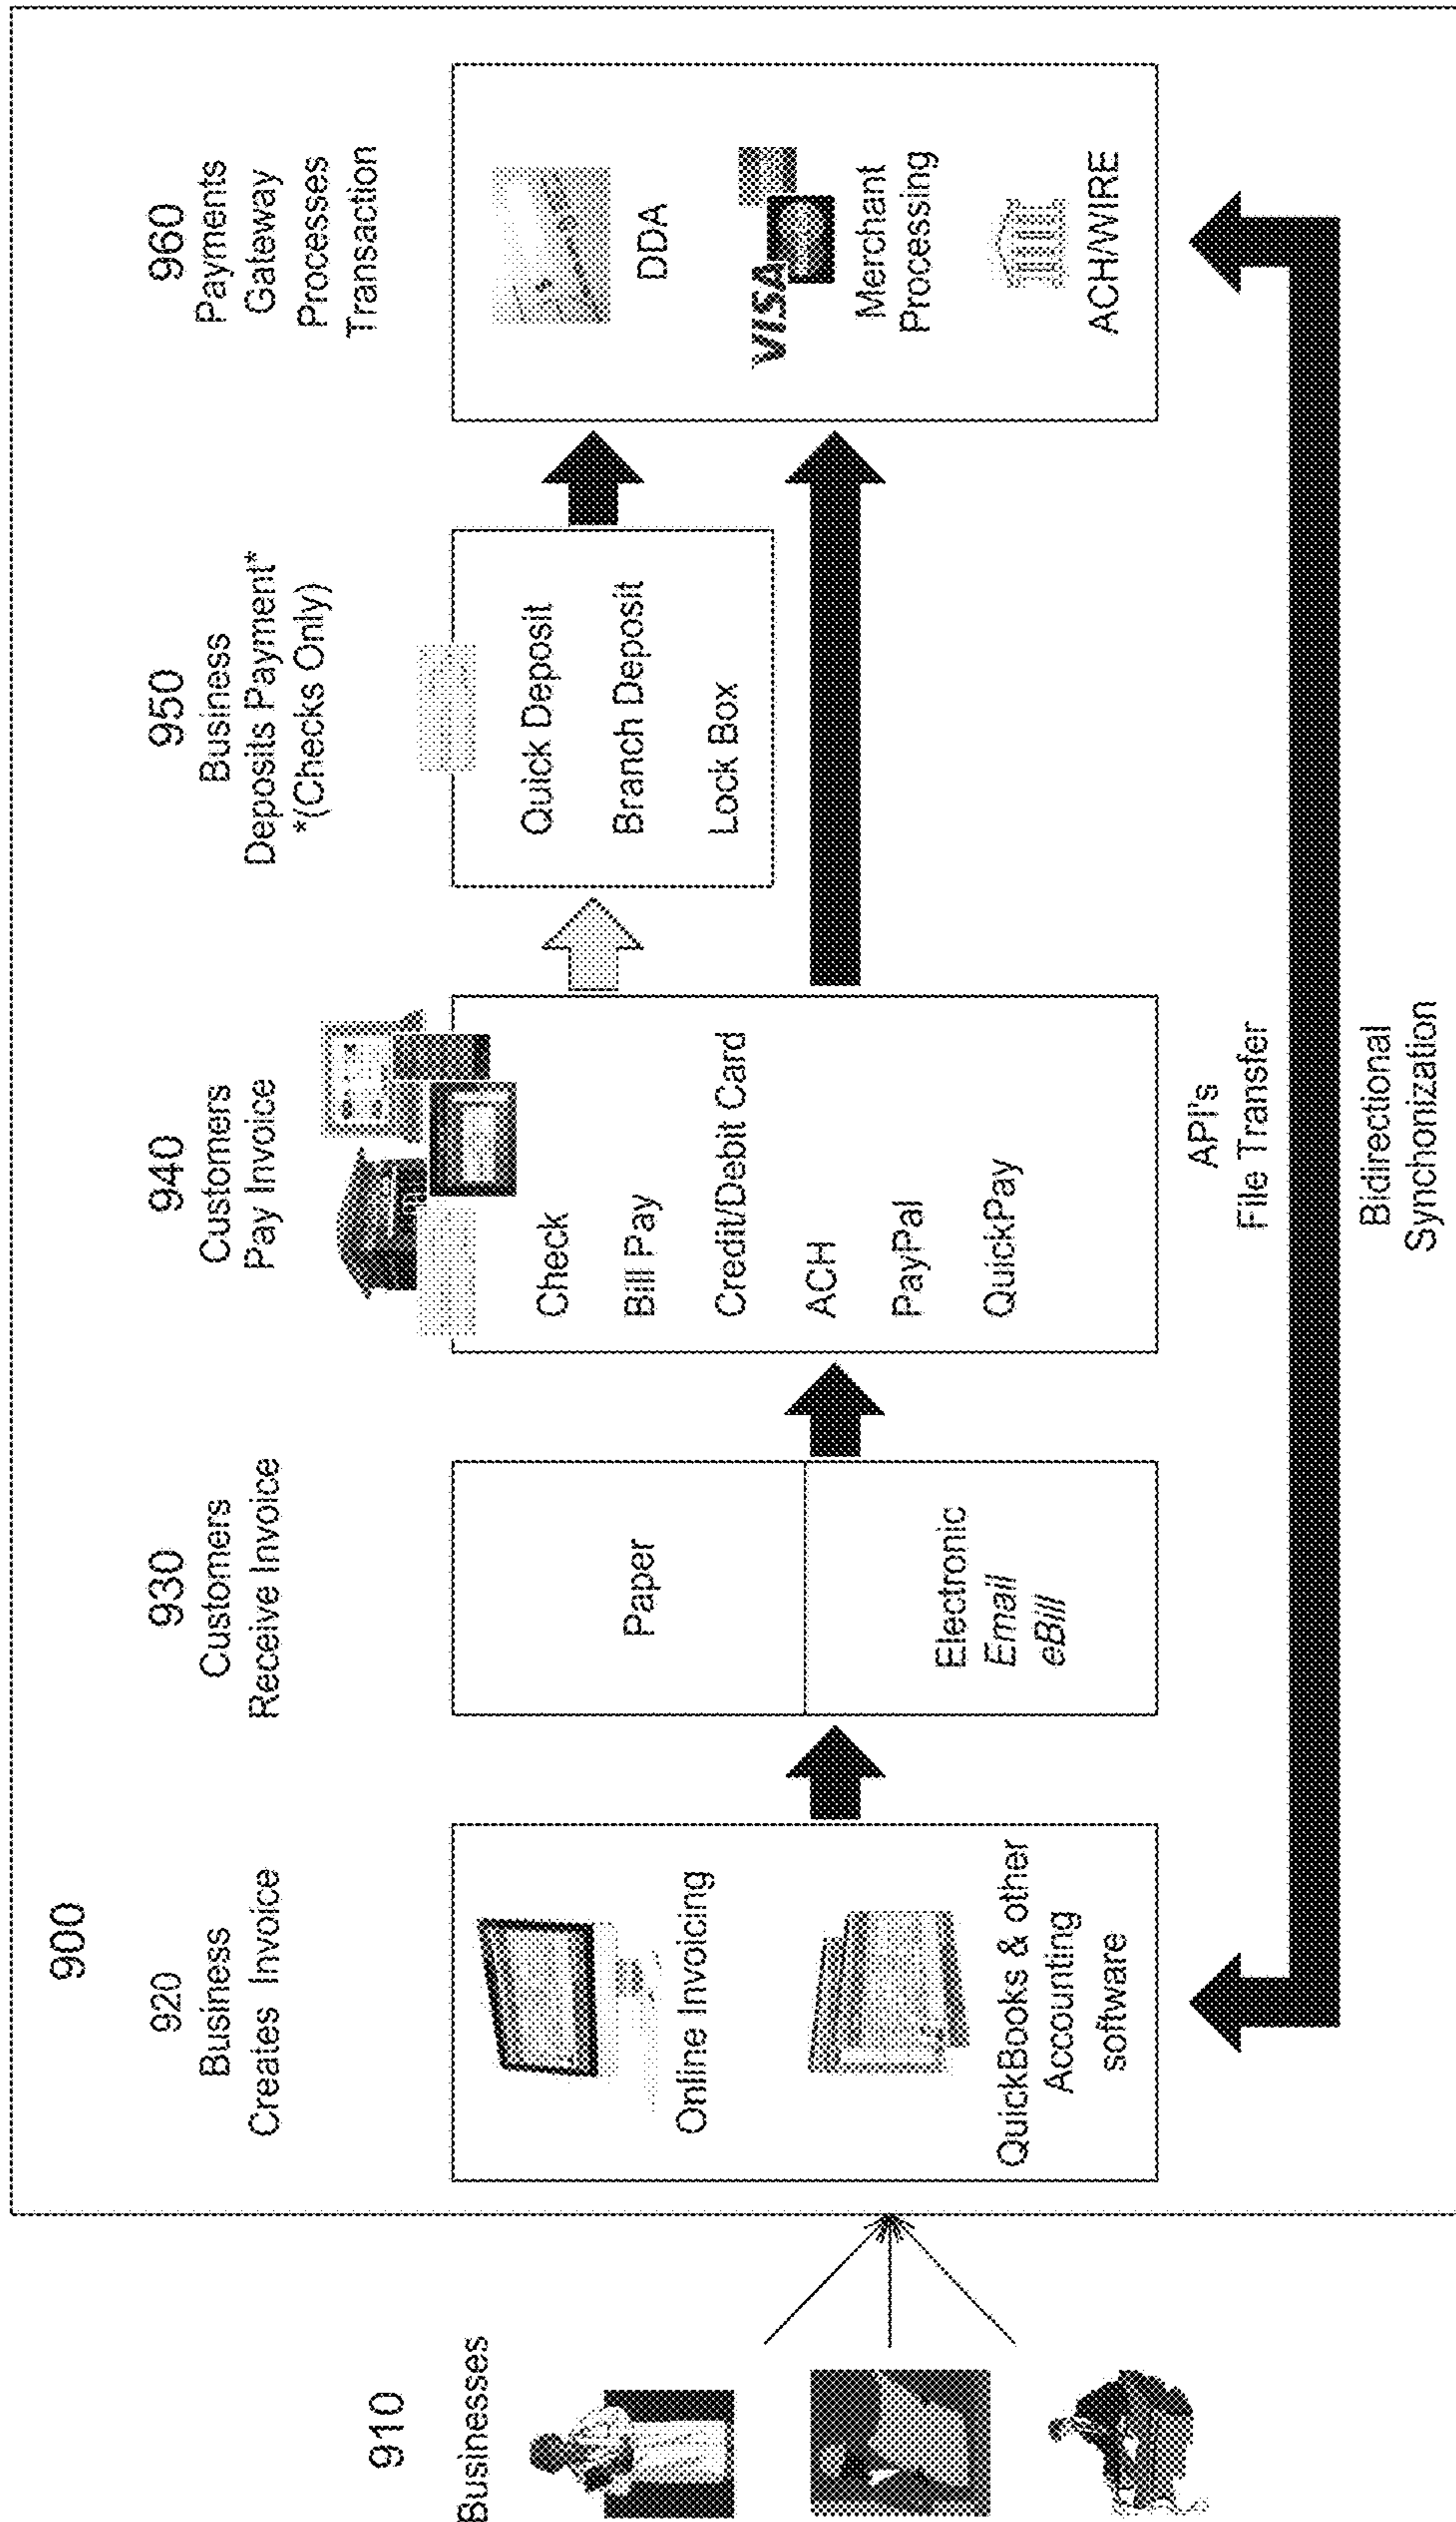 900
910
Businesses
920
Business
Creates Invoice
Online Invoicing
QuickBooks & other
Accounting
software
930
Customers
Receive Invoice
Paper
Electronic
Email
eBill
940
Customers
Pay Invoice
Check
Bill Pay
Credit/Debit Card
ACH
PayPal
QuickPay
950
Business
Deposits Payment*
*(Checks Only)
Quick Deposit
Branch Deposit
Lock Box
960
Payments
Gateway
Processes
Transaction
DDA
VISA
Merchant
Processing
ACH/WIRE
API's
File Transfer
Bidirectional
Synchonization